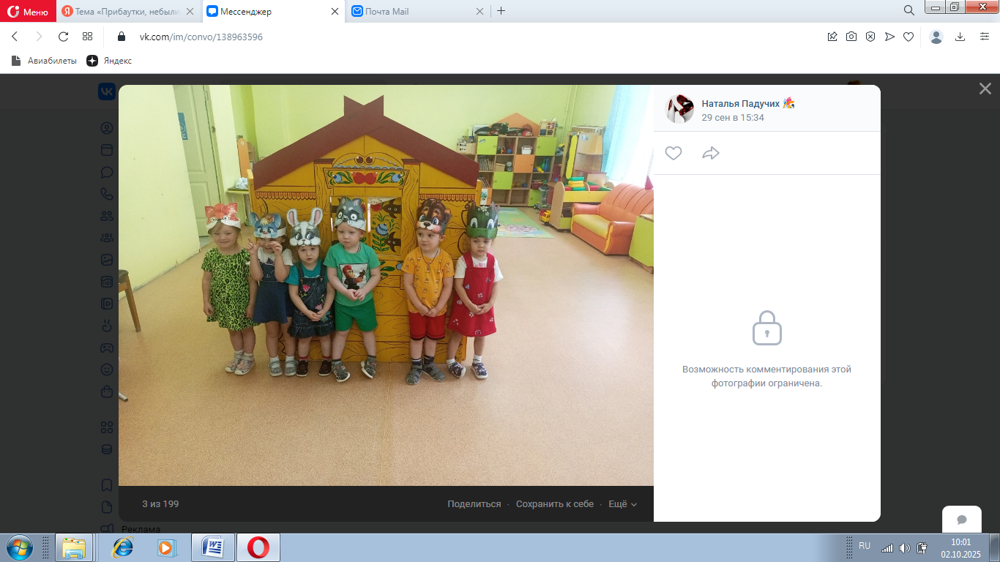 Меню
Тема «Прибаутки, небыли
Мессенджер
Почта Mail
vk.com/im/convo/138963596
Авиабилеты
Яндекс
Наталья Падучих
29 сен в 15:34
Возможность комментирования этой
фотографии ограничена.
3 из 199
Поделиться · Сохранить к себе · Ещё
Реклама
RU
10:01
02.10.2025